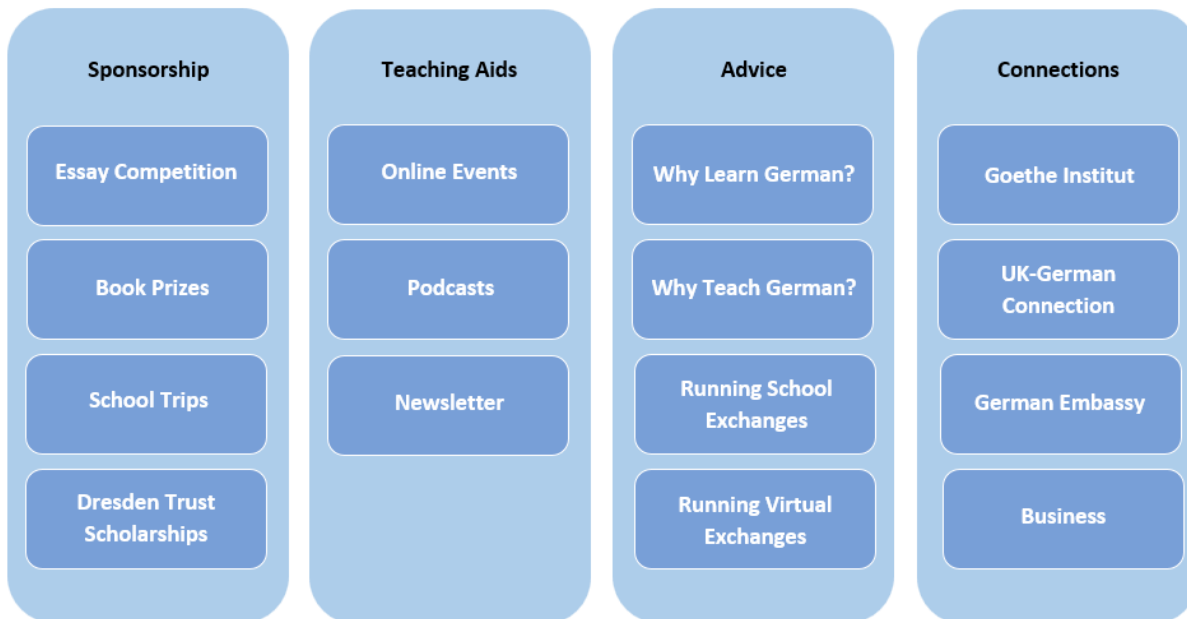 Sponsorship
Essay Competition
Book Prizes
School Trips
Dresden Trust
Scholarships
Teaching Aids
Online Events
Podcasts
Newsletter
Advice
Why Learn German?
Why Teach German?
Running School
Exchanges
Running Virtual
Exchanges
Connections
Goethe Institut
UK-German
Connection
German Embassy
Business